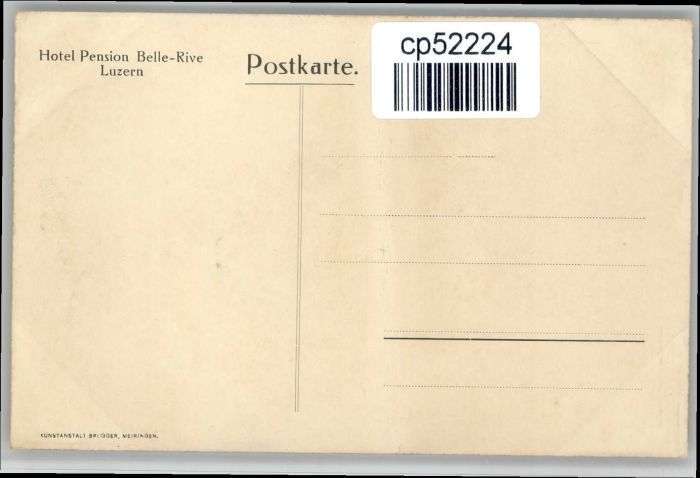 Hotel Pension Belle-Rive
Luzern
Postkarte.
cp52224
KUNSTANSTALT BRÜGGER, MEIRINGEN.